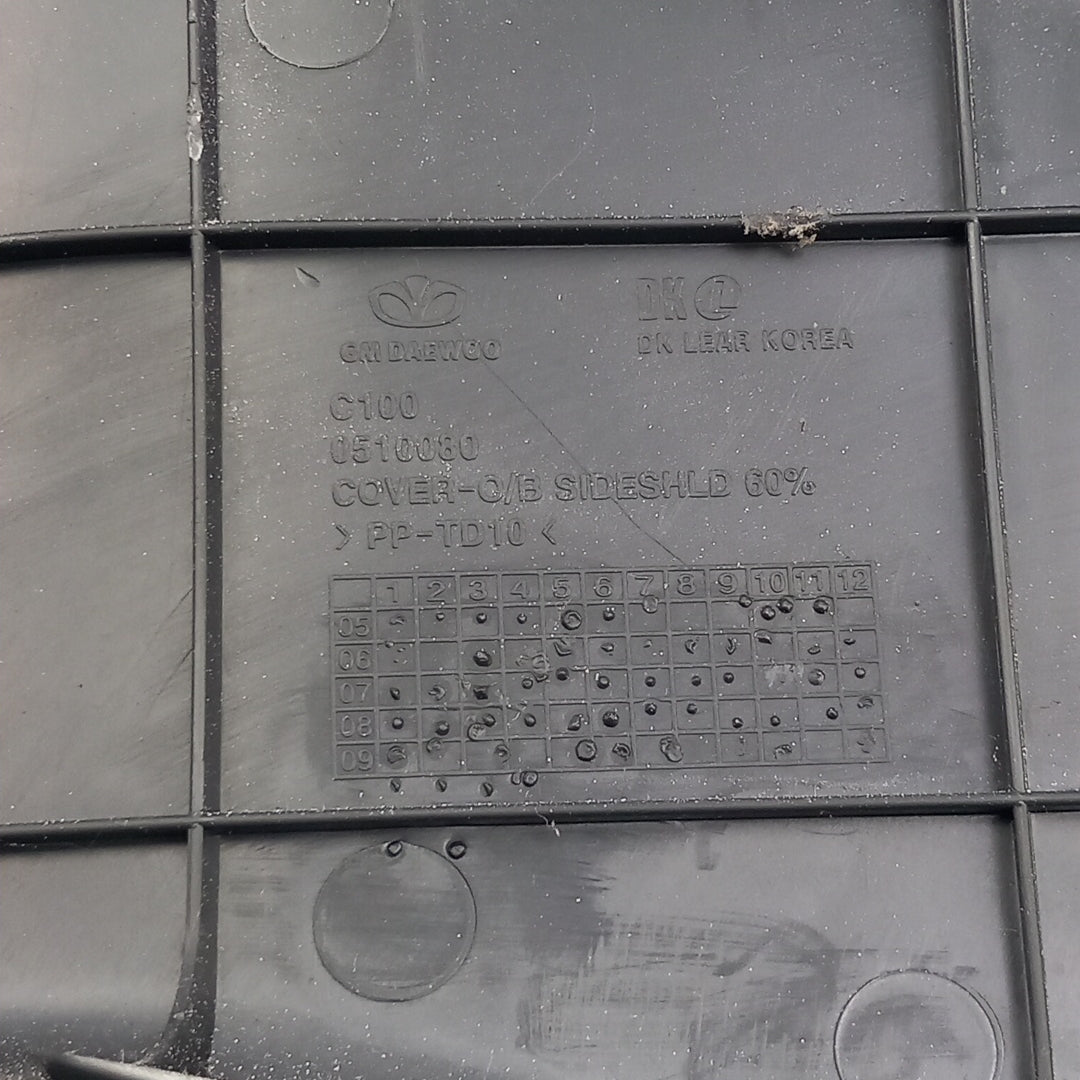 GM DAEWOO
DK
DK LEAR KOREA
C100
0510080
COVER-O/B SIDESHLD 60%
> PP-TD10 <
1 2 3 4 5 6 7 8 9 10 11 12
05
06
07
08
09